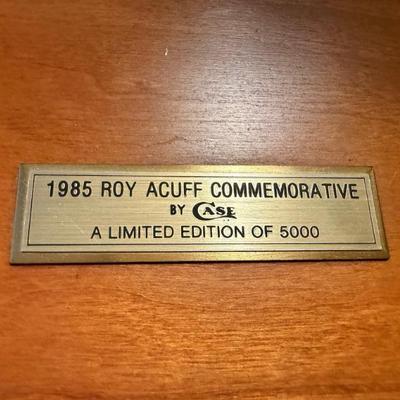 1985 ROY ACUFF COMMEMORATIVE
BY CASE
A LIMITED EDITION OF 5000